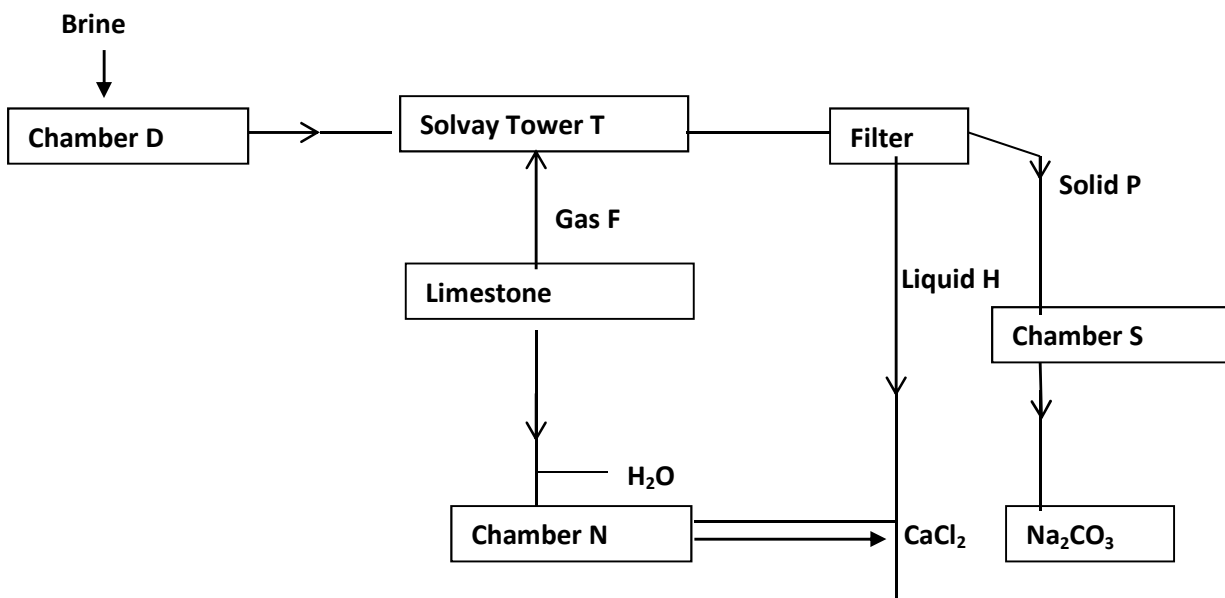 Brine
Chamber D
Solvay Tower T
Filter
Solid P
Gas F
Limestone
Liquid H
Chamber S
H₂O
Chamber N
CaCl₂
Na₂CO₃